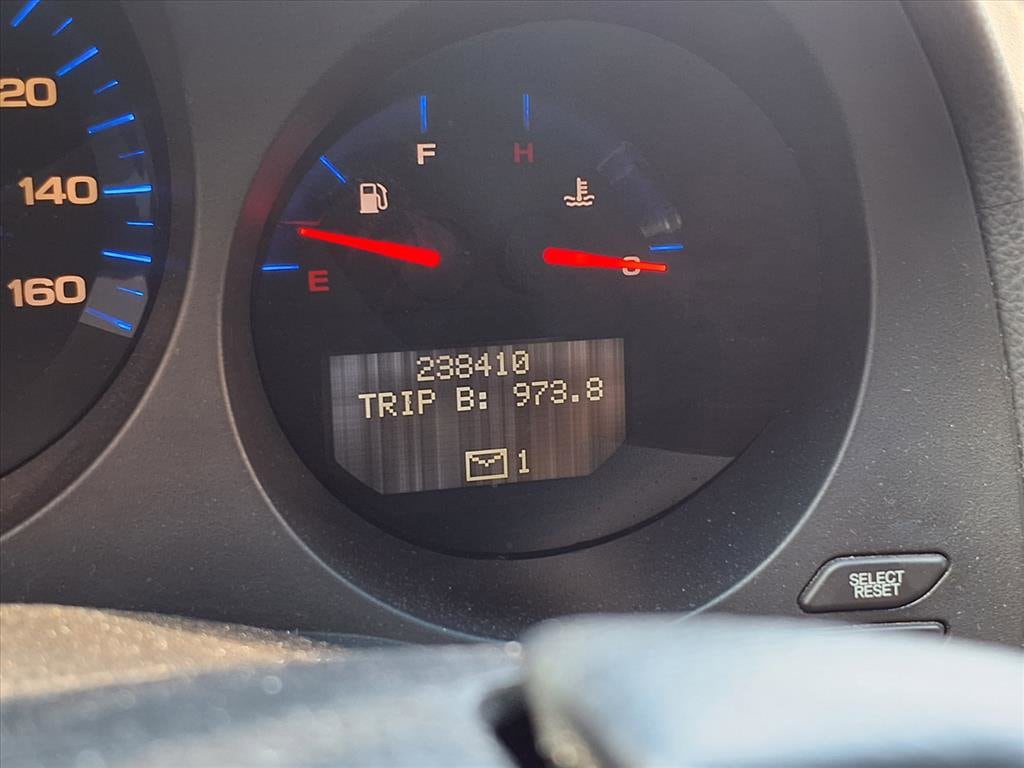 20
140
160
F
H
E
C
238410
TRIP B: 973.8
1
SELECT
RESET